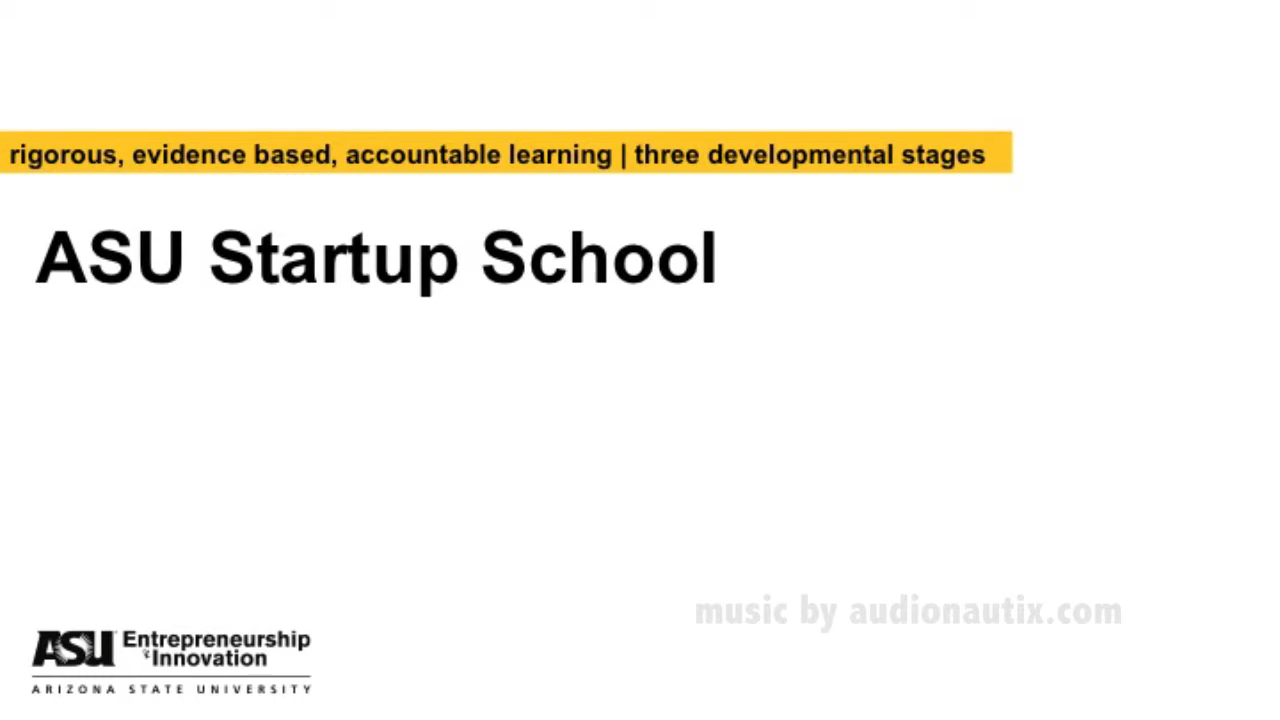 rigorous, evidence based, accountable learning | three developmental stages
ASU Startup School
music by audionautix.com
ASU Entrepreneurship
& Innovation
ARIZONA STATE UNIVERSITY